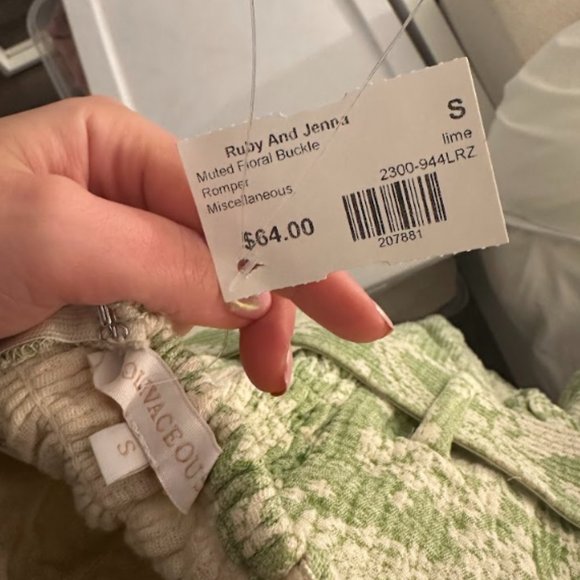 Ruby And Jenna
S
Muted Floral Buckle
Romper
lime
Miscellaneous
2300-944LRZ
$64.00
207881
S